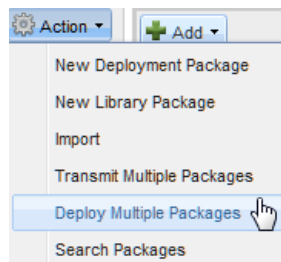 Action
Add
New Deployment Package
New Library Package
Import
Transmit Multiple Packages
Deploy Multiple Packages
Search Packages